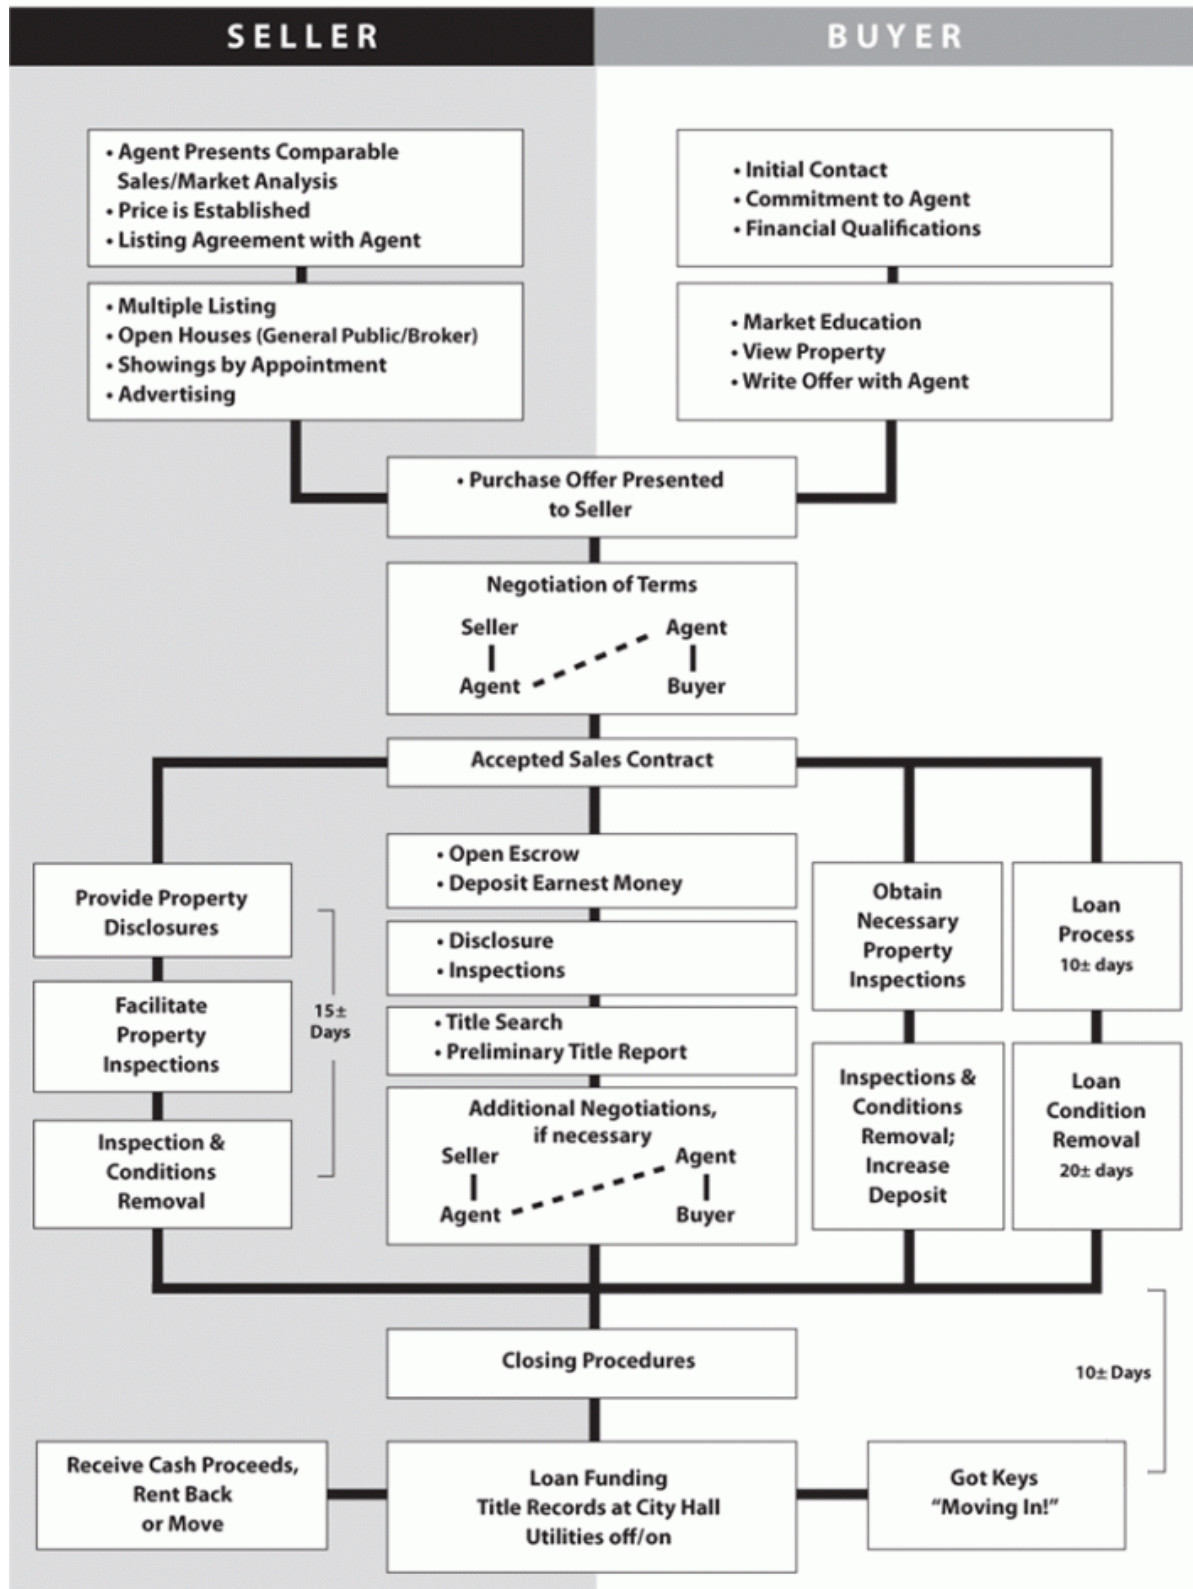 SELLER
BUYER
• Agent Presents Comparable
Sales/Market Analysis
• Price is Established
• Listing Agreement with Agent
• Initial Contact
• Commitment to Agent
• Financial Qualifications
• Multiple Listing
• Open Houses (General Public/Broker)
• Showings by Appointment
• Advertising
• Market Education
• View Property
• Write Offer with Agent
• Purchase Offer Presented
to Seller
Negotiation of Terms
Seller
Agent
Agent
Buyer
Accepted Sales Contract
Provide Property
Disclosures
Facilitate
Property
Inspections
Inspection &
Conditions
Removal
15±
Days
• Open Escrow
• Deposit Earnest Money
• Disclosure
• Inspections
• Title Search
• Preliminary Title Report
Additional Negotiations,
if necessary
Seller
Agent
Agent
Buyer
Obtain
Necessary
Property
Inspections
Inspections &
Conditions
Removal;
Increase
Deposit
Loan
Process
10± days
Loan
Condition
Removal
20± days
Closing Procedures
10± Days
Receive Cash Proceeds,
Rent Back
or Move
Loan Funding
Title Records at City Hall
Utilities off/on
Got Keys
“Moving In!”